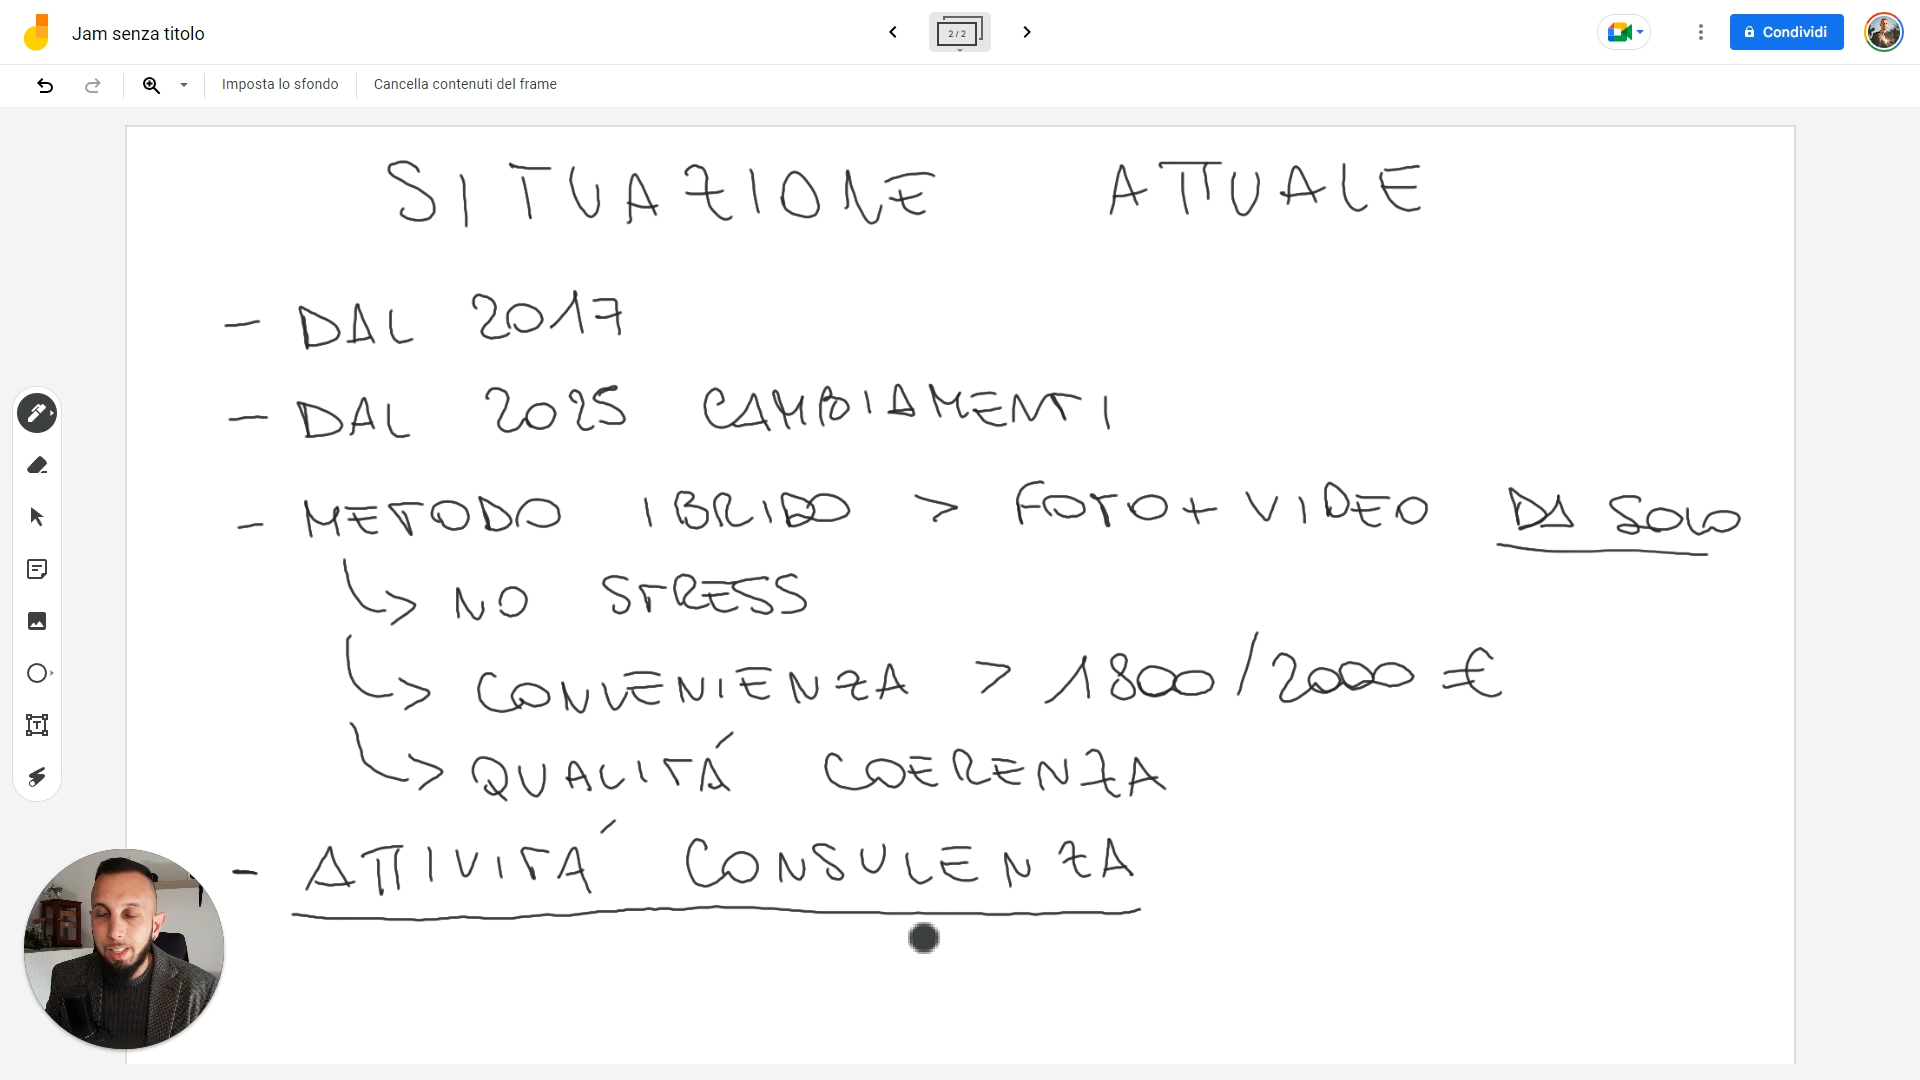 Jam senza titolo
2 / 2
Condividi
Imposta lo sfondo
Cancella contenuti del frame
SITUAZIONE ATTUALE
- DAL 2017
- DAL 2025 CAMBIAMENTI
- METODO IBRIDO > FOTO + VIDEO DA SOLO
↳ NO STRESS
↳ CONVENIENZA > 1800/2000 €
↳ QUALITÁ COERENZA
- ATTIVITÁ CONSULENZA